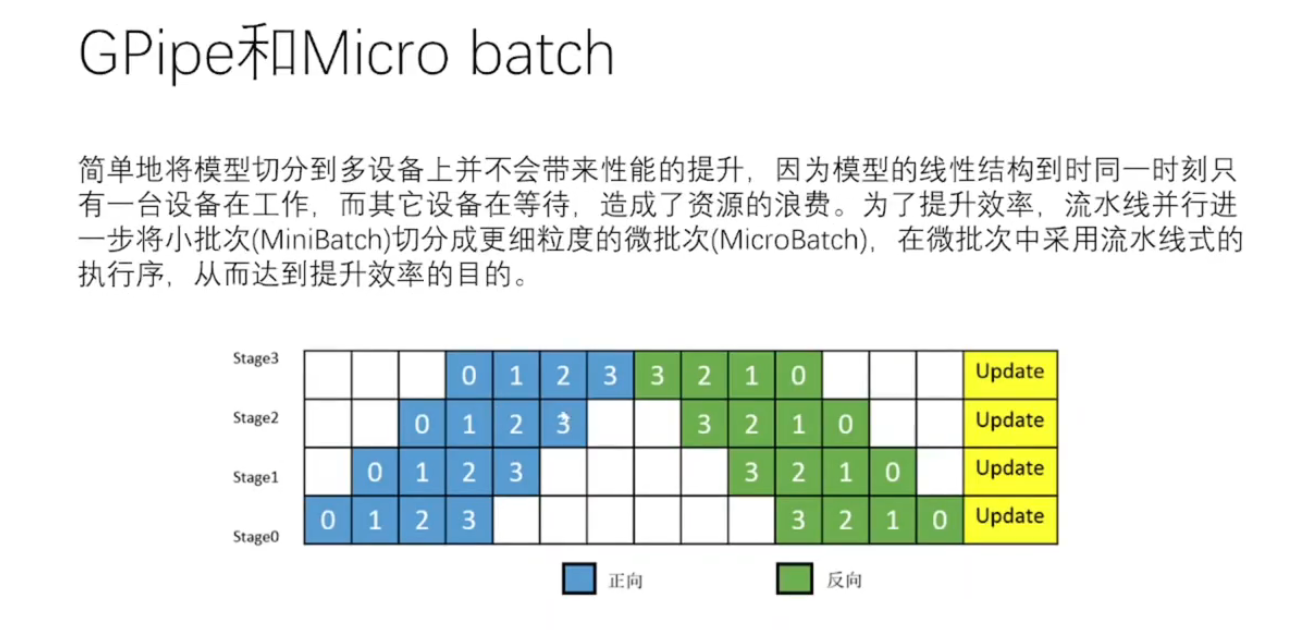 GPipe和Micro batch
简单地将模型切分到多设备上并不会带来性能的提升，因为模型的线性结构到时同一时刻只
有一台设备在工作，而其它设备在等待，造成了资源的浪费。为了提升效率，流水线并行进
一步将小批次(MiniBatch)切分成更细粒度的微批次(MicroBatch)，在微批次中采用流水线式的
执行序，从而达到提升效率的目的。
Stage3 0 1 2 3 3 2 1 0 Update
Stage2 0 1 2 3 3 2 1 0 Update
Stage1 0 1 2 3 3 2 1 0 Update
Stage0 0 1 2 3 3 2 1 0 Update
正向 反向